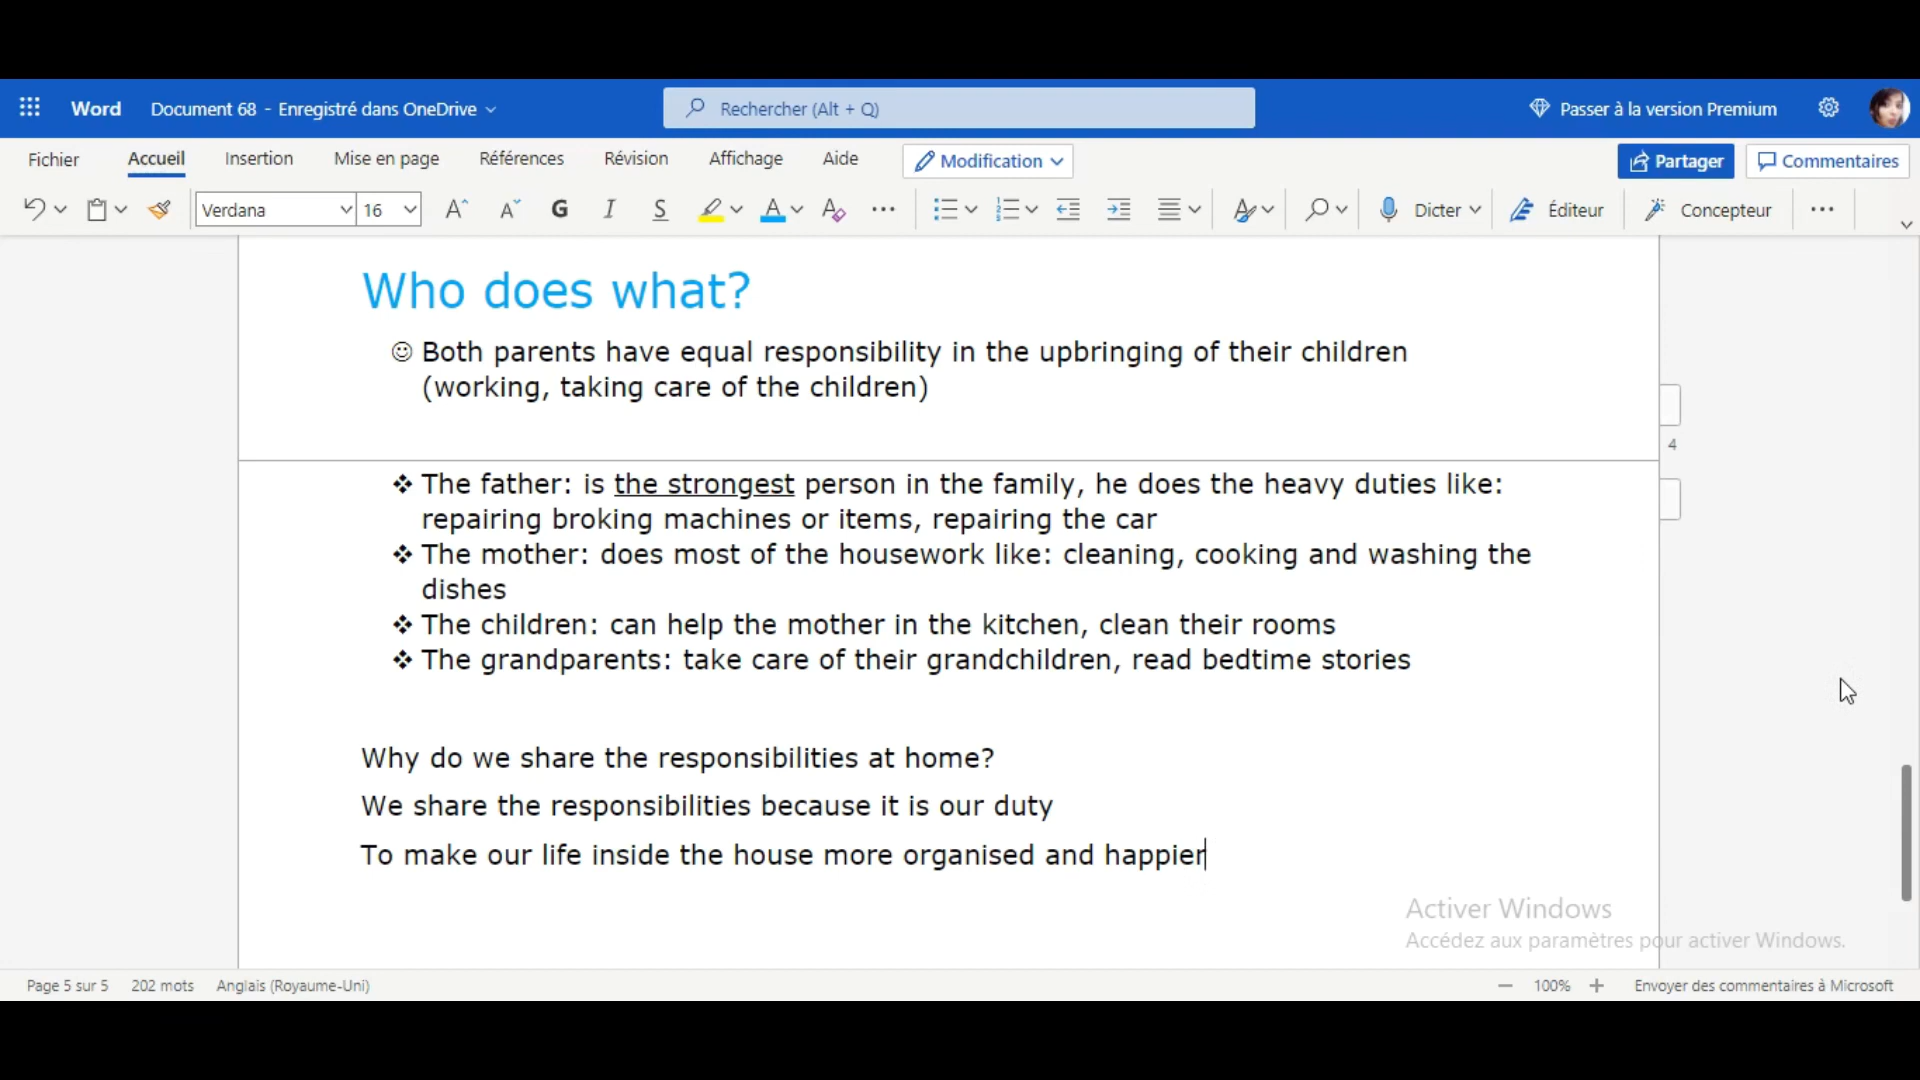 Word Document 68 - Enregistré dans OneDrive Rechercher (Alt + Q) Passer à la version Premium
Fichier Accueil Insertion Mise en page Références Révision Affichage Aide Modification Partager Commentaires
Verdana 16 A A G I S A A Dicter Éditeur Concepteur
Who does what?
Both parents have equal responsibility in the upbringing of their children
(working, taking care of the children)
4
The father: is the strongest person in the family, he does the heavy duties like:
repairing broking machines or items, repairing the car
The mother: does most of the housework like: cleaning, cooking and washing the
dishes
The children: can help the mother in the kitchen, clean their rooms
The grandparents: take care of their grandchildren, read bedtime stories
Why do we share the responsibilities at home?
We share the responsibilities because it is our duty
To make our life inside the house more organised and happier
Activer Windows
Accédez aux paramètres pour activer Windows.
Page 5 sur 5 202 mots Anglais (Royaume-Uni) 100% Envoyer des commentaires à Microsoft